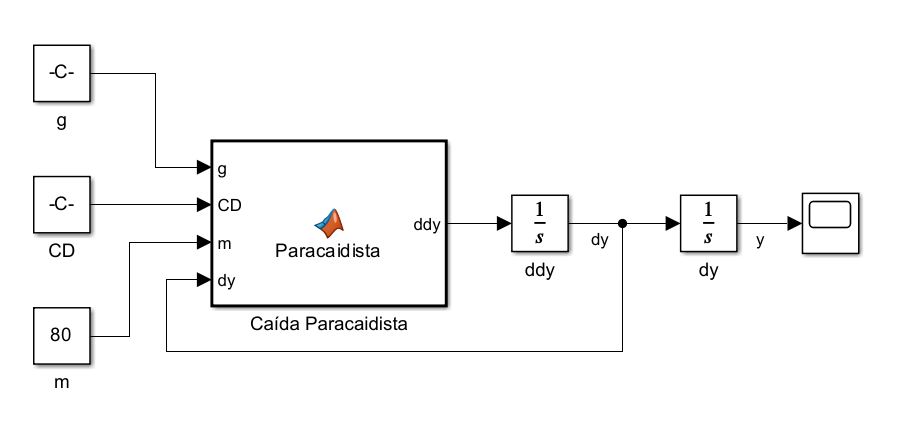 -C-
g
-C-
CD
80
m
g
CD
m
dy
Paracaidista
ddy
Caída Paracaidista
1
s
ddy
dy
1
s
dy
y